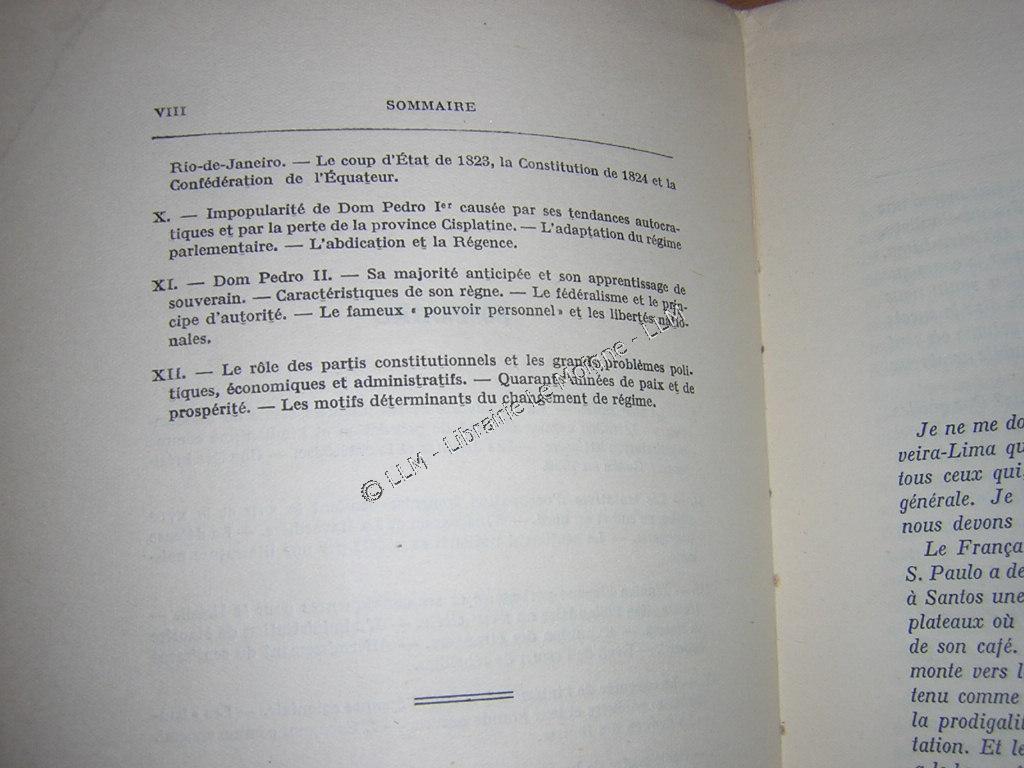 VIII
SOMMAIRE
Rio-de-Janeiro. — Le coup d'État de 1823, la Constitution de 1824 et la
Confédération de l'Équateur.
X. — Impopularité de Dom Pedro Ier causée par ses tendances autocra-
tiques et par la perte de la province Cisplatine. — L'adaptation du régime
parlementaire. — L'abdication et la Régence.
XI. — Dom Pedro II. — Sa majorité anticipée et son apprentissage de
souverain. — Caractéristiques de son règne. — Le fédéralisme et le prin-
cipe d'autorité. — Le fameux « pouvoir personnel » et les libertés natio-
nales.
XII. — Le rôle des partis constitutionnels et les grands problèmes poli-
tiques, économiques et administratifs. — Quarante années de paix et de
prospérité. — Les motifs déterminants du changement de régime.
© LLM - Librairie Le Moigne - LLM
Je ne me do
veira-Lima qu
tous ceux qui,
générale. Je
nous devons
Le França
S. Paulo a de
à Santos une
plateaux où
de son café.
monte vers l
tenu comme
la prodigalit
tation. Et le